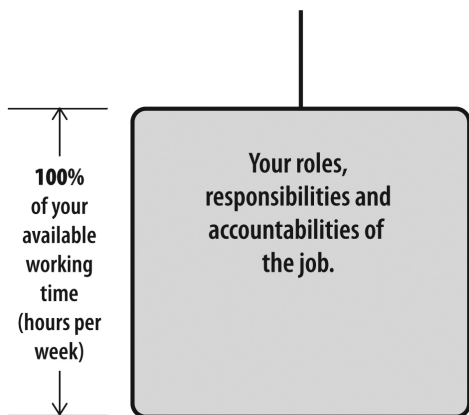 100%
of your
available
working
time
(hours per
week)
Your roles,
responsibilities and
accountabilities of
the job.